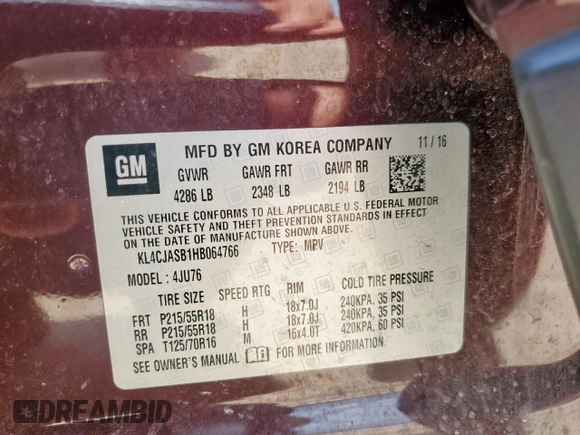 GM
MFD BY GM KOREA COMPANY 11/16
GVWR GAWR FRT GAWR RR
4286 LB 2348 LB 2194 LB
THIS VEHICLE CONFORMS TO ALL APPLICABLE U.S. FEDERAL MOTOR
VEHICLE SAFETY AND THEFT PREVENTION STANDARDS IN EFFECT
ON THE DATE OF MANUFACTURE SHOWN ABOVE.
KL4CJASB1HB064766 TYPE: MPV
MODEL: 4JU76
TIRE SIZE SPEED RTG RIM COLD TIRE PRESSURE
FRT P215/55R18 H 18x7.0J 240KPA, 35 PSI
RR P215/55R18 H 18x7.0J 240KPA, 35 PSI
SPA T125/70R16 M 16x4.0T 420KPA, 60 PSI
SEE OWNER'S MANUAL FOR MORE INFORMATION.
DREAMBID